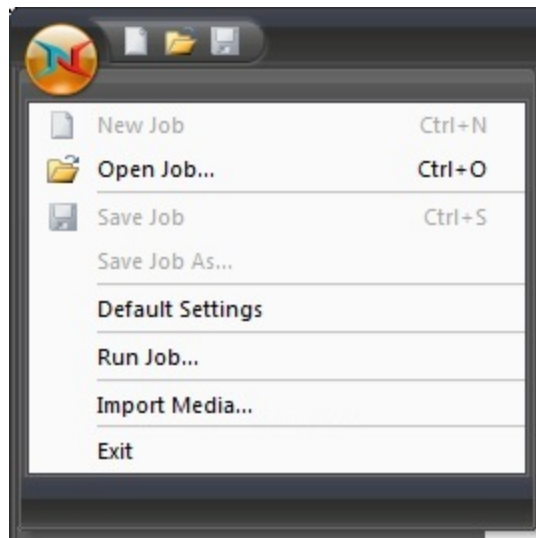 New Job Ctrl+N
Open Job... Ctrl+O
Save Job Ctrl+S
Save Job As...
Default Settings
Run Job...
Import Media...
Exit